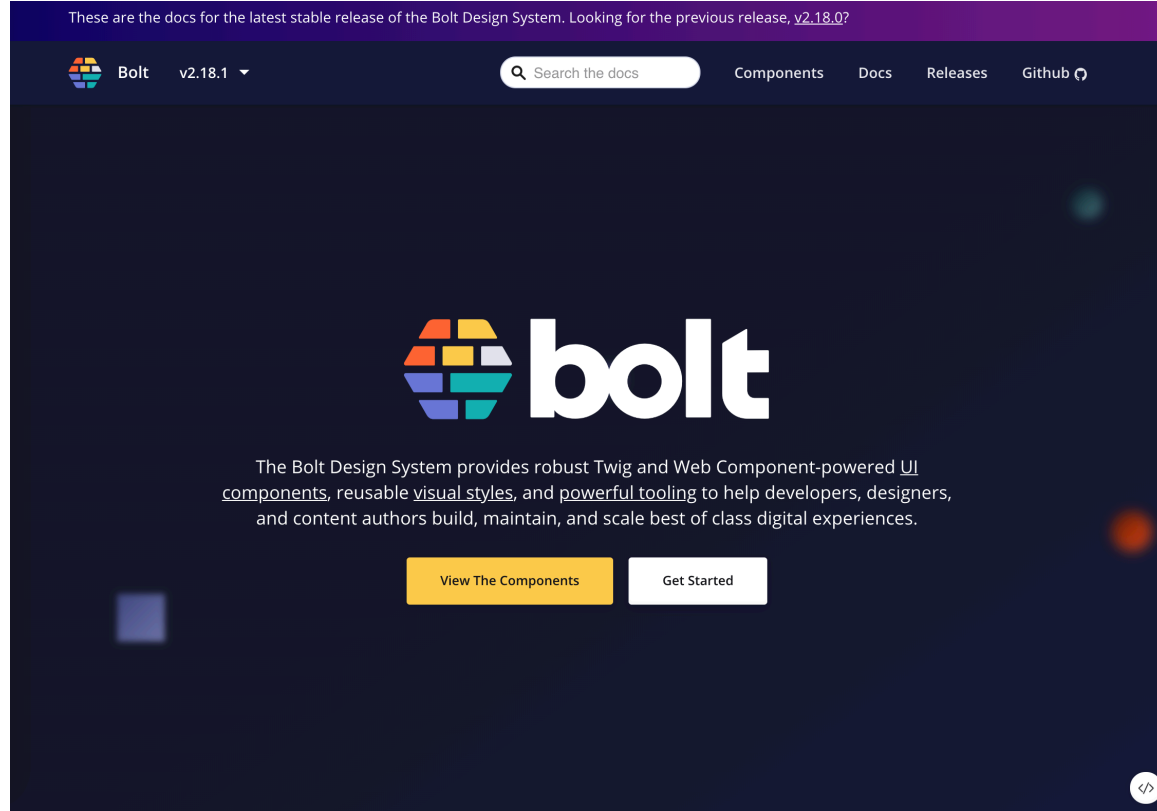 These are the docs for the latest stable release of the Bolt Design System. Looking for the previous release, v2.18.0?
Bolt v2.18.1 Search the docs Components Docs Releases Github
bolt
The Bolt Design System provides robust Twig and Web Component-powered UI
components, reusable visual styles, and powerful tooling to help developers, designers,
and content authors build, maintain, and scale best of class digital experiences.
View The Components Get Started